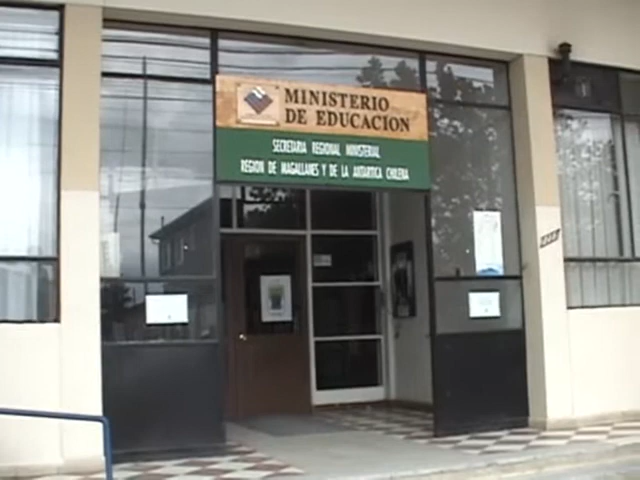 MINISTERIO
DE EDUCACION
SECRETARIA REGIONAL MINISTERIAL
REGION DE MAGALLANES Y DE LA ANTARTICA CHILENA